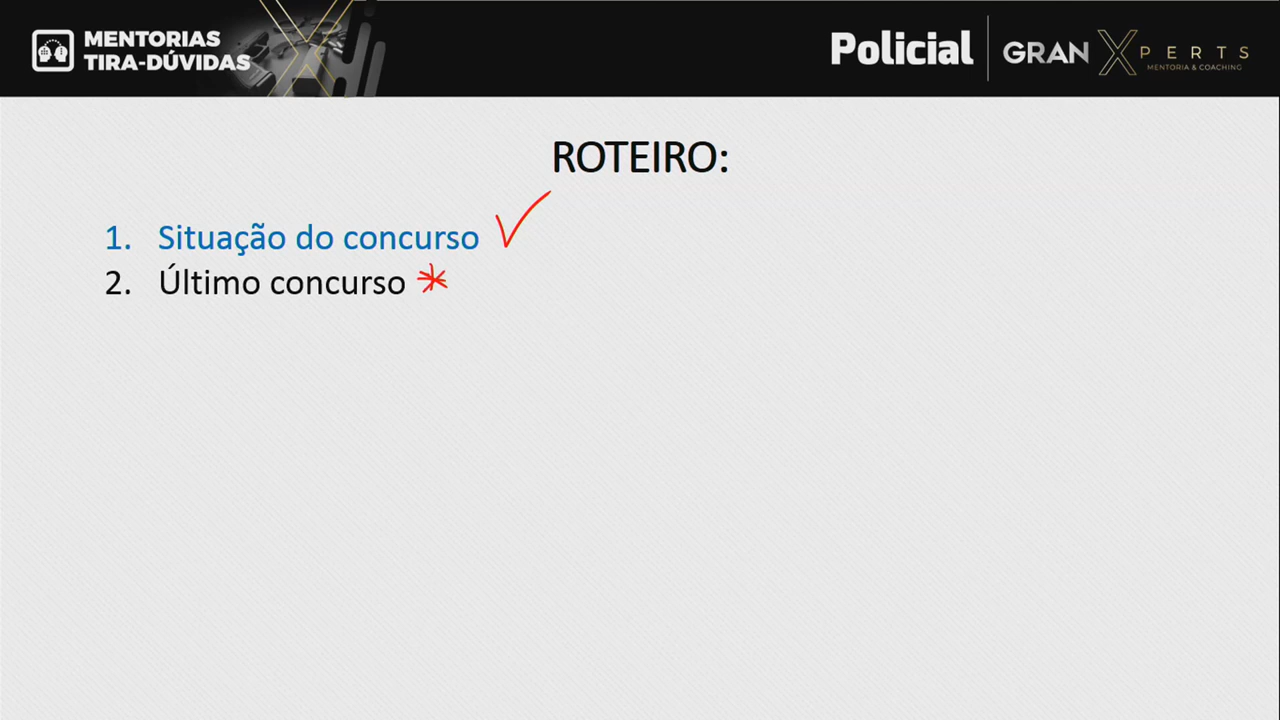 MENTORIAS
TIRA-DÚVIDAS
Policial
GRAN XPERTS
MENTORIA & COACHING
ROTEIRO:
1. Situação do concurso
2. Último concurso